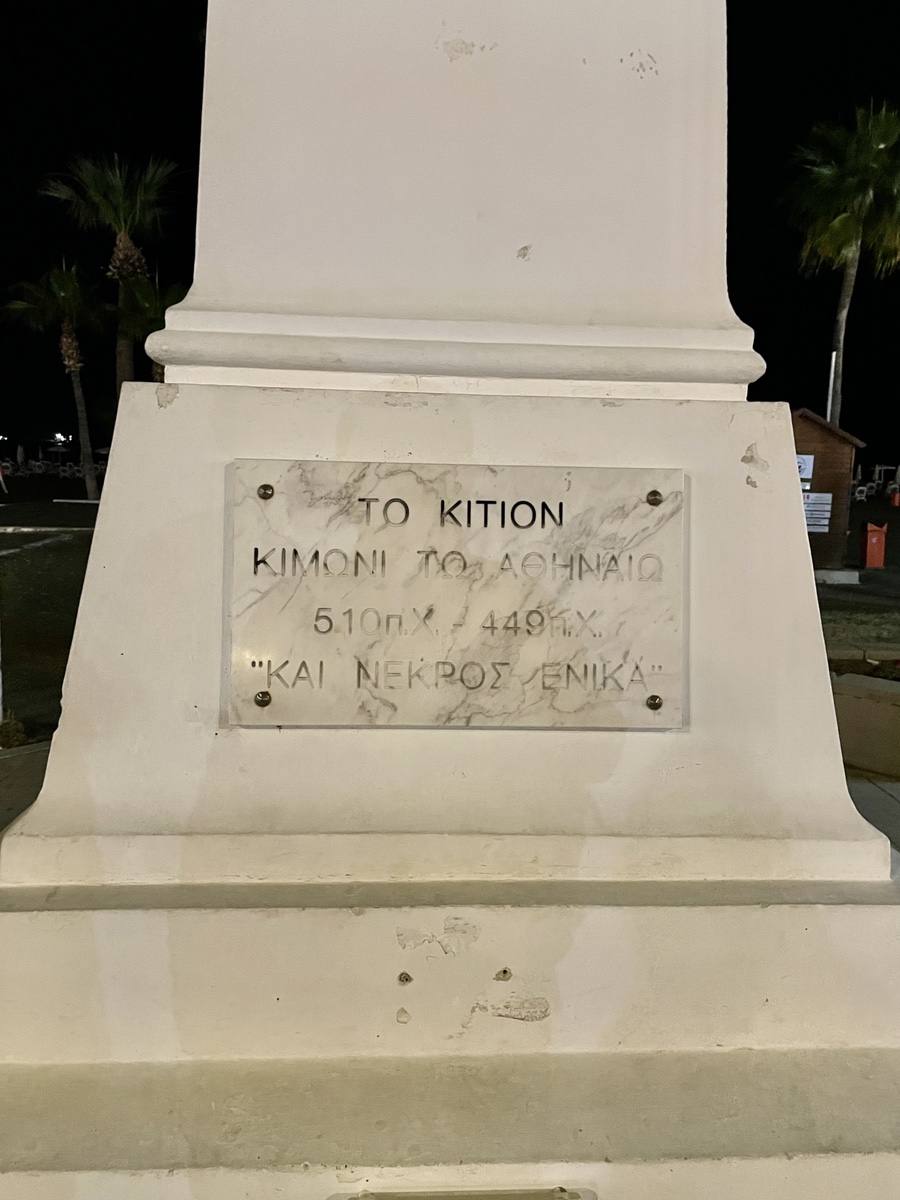 ΤΟ ΚΙΤΙΟΝ
ΚΙΜΩΝΙ ΤΩ ΑΘΗΝΑΙΩ
510π.Χ. - 449π.Χ.
"ΚΑΙ ΝΕΚΡΟΣ ΕΝΙΚΑ"